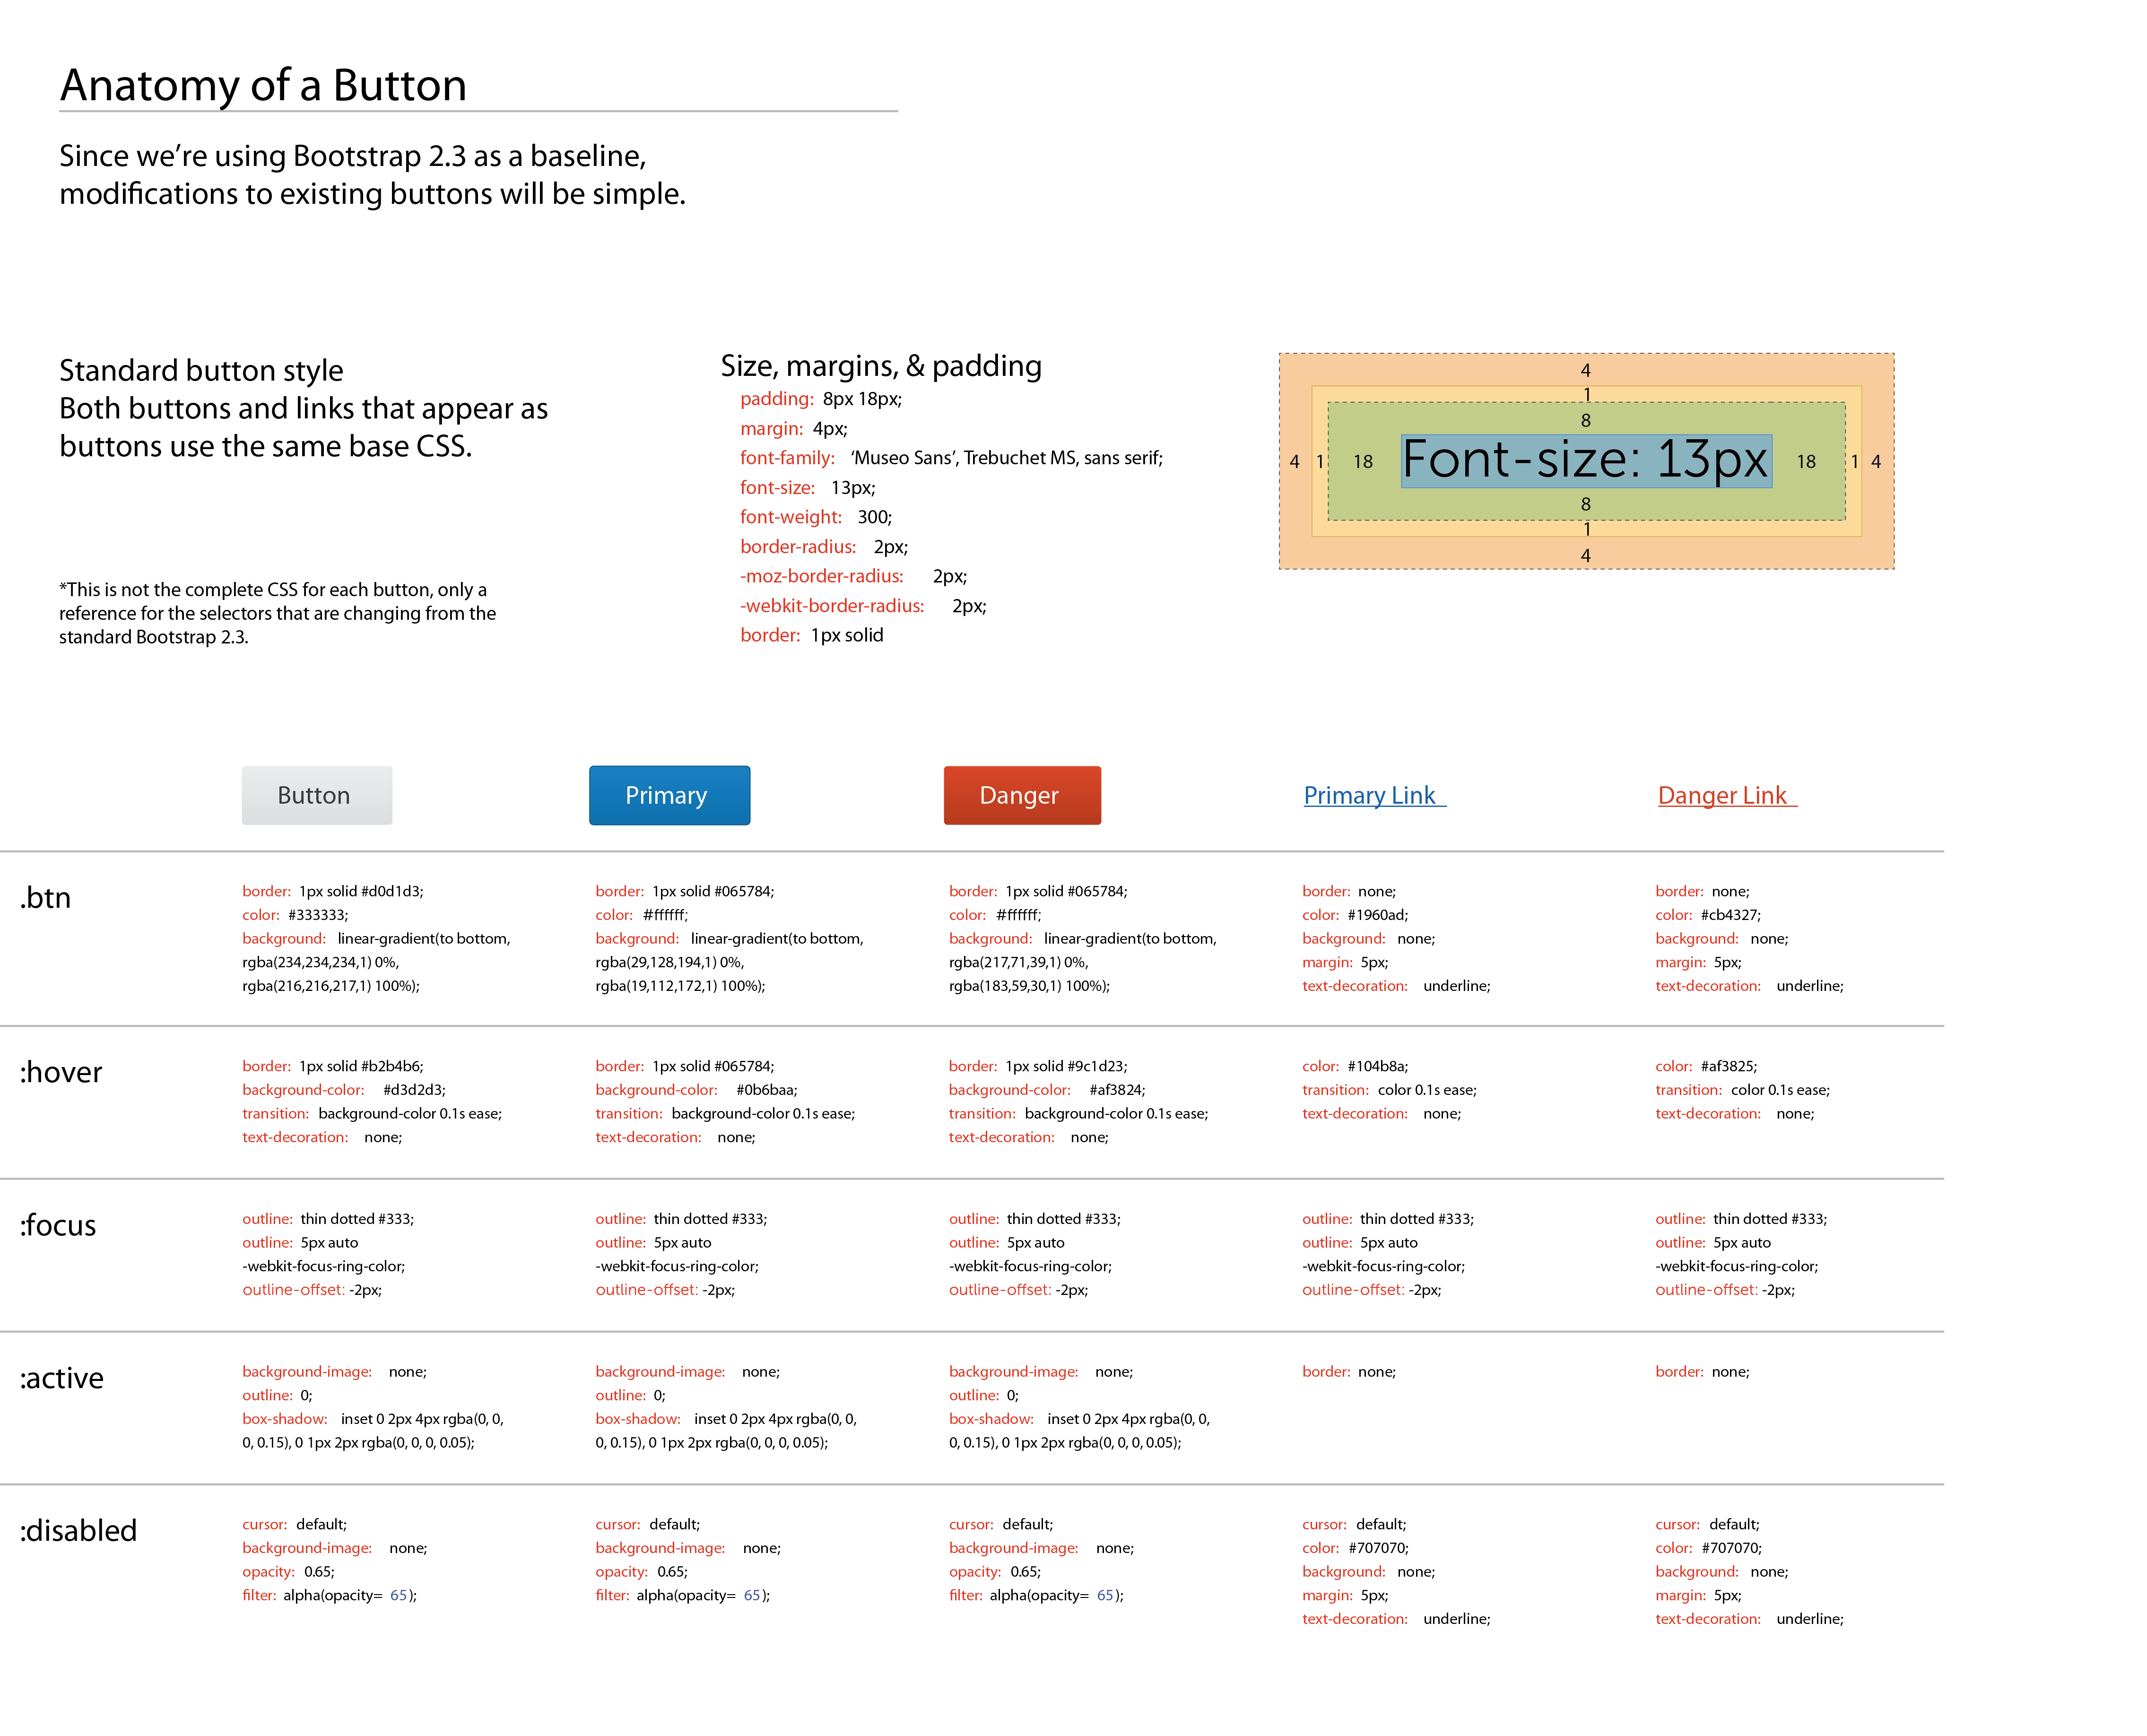 Anatomy of a Button
Since we’re using Bootstrap 2.3 as a baseline,
modifications to existing buttons will be simple.
Standard button style
Both buttons and links that appear as
buttons use the same base CSS.
*This is not the complete CSS for each button, only a
reference for the selectors that are changing from the
standard Bootstrap 2.3.
Size, margins, & padding
padding: 8px 18px;
margin: 4px;
font-family: ‘Museo Sans’, Trebuchet MS, sans serif;
font-size: 13px;
font-weight: 300;
border-radius: 2px;
-moz-border-radius: 2px;
-webkit-border-radius: 2px;
border: 1px solid
4
1
8
4 1 18 Font-size: 13px 18 1 4
8
1
4
Button Primary Danger Primary Link Danger Link
.btn
border: 1px solid #d0d1d3;
color: #333333;
background: linear-gradient(to bottom,
rgba(234,234,234,1) 0%,
rgba(216,216,217,1) 100%);
border: 1px solid #065784;
color: #ffffff;
background: linear-gradient(to bottom,
rgba(29,128,194,1) 0%,
rgba(19,112,172,1) 100%);
border: 1px solid #065784;
color: #ffffff;
background: linear-gradient(to bottom,
rgba(217,71,39,1) 0%,
rgba(183,59,30,1) 100%);
border: none;
color: #1960ad;
background: none;
margin: 5px;
text-decoration: underline;
border: none;
color: #cb4327;
background: none;
margin: 5px;
text-decoration: underline;
:hover
border: 1px solid #b2b4b6;
background-color: #d3d2d3;
transition: background-color 0.1s ease;
text-decoration: none;
border: 1px solid #065784;
background-color: #0b6baa;
transition: background-color 0.1s ease;
text-decoration: none;
border: 1px solid #9c1d23;
background-color: #af3824;
transition: background-color 0.1s ease;
text-decoration: none;
color: #104b8a;
transition: color 0.1s ease;
text-decoration: none;
color: #af3825;
transition: color 0.1s ease;
text-decoration: none;
:focus
outline: thin dotted #333;
outline: 5px auto
-webkit-focus-ring-color;
outline-offset: -2px;
outline: thin dotted #333;
outline: 5px auto
-webkit-focus-ring-color;
outline-offset: -2px;
outline: thin dotted #333;
outline: 5px auto
-webkit-focus-ring-color;
outline-offset: -2px;
outline: thin dotted #333;
outline: 5px auto
-webkit-focus-ring-color;
outline-offset: -2px;
outline: thin dotted #333;
outline: 5px auto
-webkit-focus-ring-color;
outline-offset: -2px;
:active
background-image: none;
outline: 0;
box-shadow: inset 0 2px 4px rgba(0, 0,
0, 0.15), 0 1px 2px rgba(0, 0, 0, 0.05);
background-image: none;
outline: 0;
box-shadow: inset 0 2px 4px rgba(0, 0,
0, 0.15), 0 1px 2px rgba(0, 0, 0, 0.05);
background-image: none;
outline: 0;
box-shadow: inset 0 2px 4px rgba(0, 0,
0, 0.15), 0 1px 2px rgba(0, 0, 0, 0.05);
border: none;
border: none;
:disabled
cursor: default;
background-image: none;
opacity: 0.65;
filter: alpha(opacity= 65);
cursor: default;
background-image: none;
opacity: 0.65;
filter: alpha(opacity= 65);
cursor: default;
background-image: none;
opacity: 0.65;
filter: alpha(opacity= 65);
cursor: default;
color: #707070;
background: none;
margin: 5px;
text-decoration: underline;
cursor: default;
color: #707070;
background: none;
margin: 5px;
text-decoration: underline;